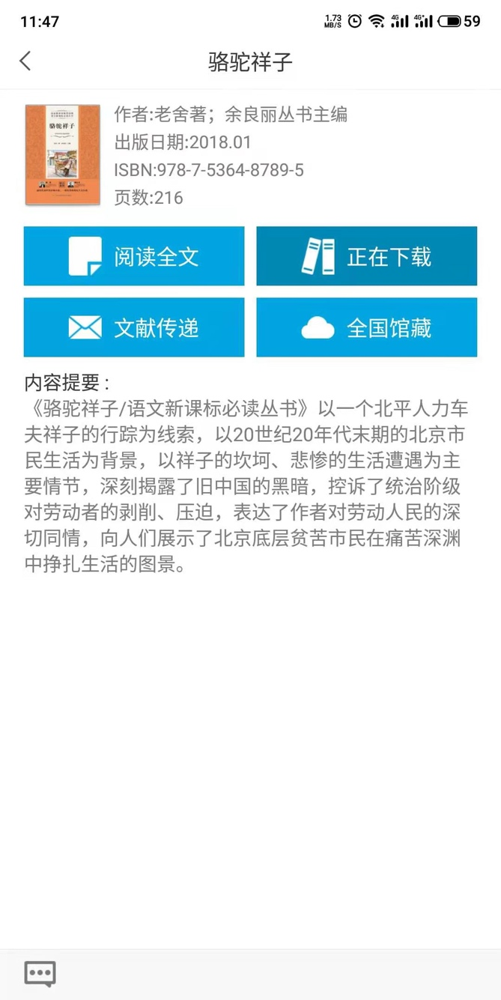 11:47
1.73
MB/S
4G
4G+
59
骆驼祥子
骆驼祥子
作者:老舍著；余良丽丛书主编
出版日期:2018.01
ISBN:978-7-5364-8789-5
页数:216
阅读全文
正在下载
文献传递
全国馆藏
内容提要 :
《骆驼祥子/语文新课标必读丛书》以一个北平人力车
夫祥子的行踪为线索，以20世纪20年代末期的北京市
民生活为背景，以祥子的坎坷、悲惨的生活遭遇为主
要情节，深刻揭露了旧中国的黑暗，控诉了统治阶级
对劳动者的剥削、压迫，表达了作者对劳动人民的深
切同情，向人们展示了北京底层贫苦市民在痛苦深渊
中挣扎生活的图景。